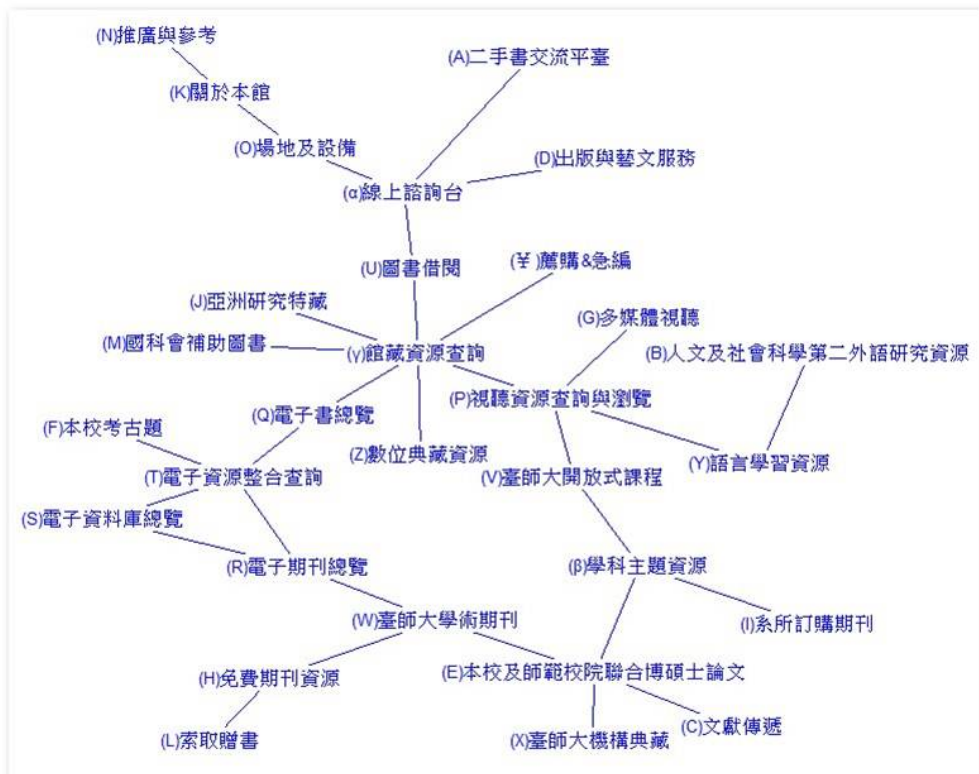 (N)推廣與參考
(A)二手書交流平臺
(K)關於本館
(O)場地及設備
(D)出版與藝文服務
(α)線上諮詢台
(U)圖書借閱
(¥)薦購&急編
(J)亞洲研究特藏
(G)多媒體視聽
(M)國科會補助圖書
(γ)館藏資源查詢
(B)人文及社會科學第二外語研究資源
(P)視聽資源查詢與瀏覽
(Q)電子書總覽
(F)本校考古題
(Z)數位典藏資源
(Y)語言學習資源
(T)電子資源整合查詢
(V)臺師大開放式課程
(S)電子資料庫總覽
(R)電子期刊總覽
(β)學科主題資源
(W)臺師大學術期刊
(I)系所訂購期刊
(E)本校及師範校院聯合博碩士論文
(H)免費期刊資源
(C)文獻傳遞
(L)索取贈書
(X)臺師大機構典藏